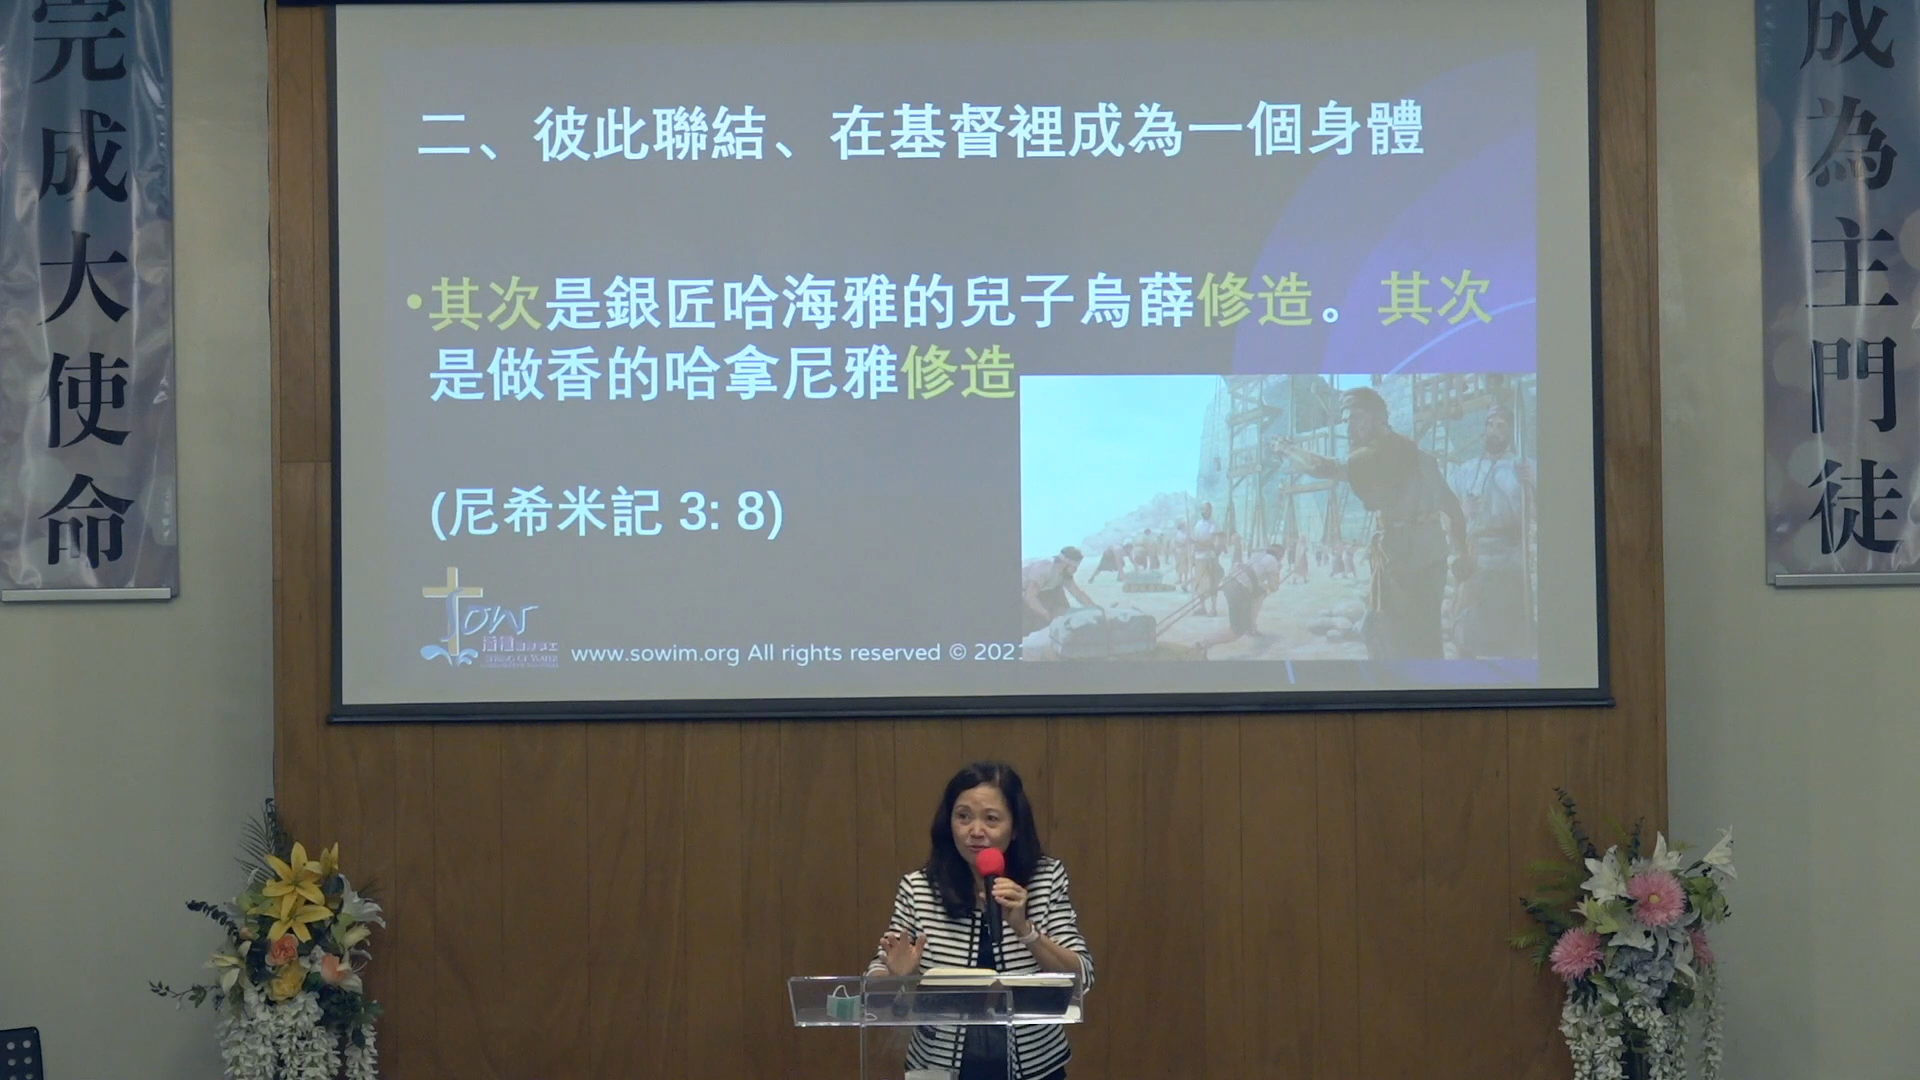 完成大使命
二、彼此聯結、在基督裡成為一個身體
•其次是銀匠哈海雅的兒子烏薛修造。其次
是做香的哈拿尼雅修造
(尼希米記 3: 8)
SOW
www.sowim.org All rights reserved © 2021
成為主門徒